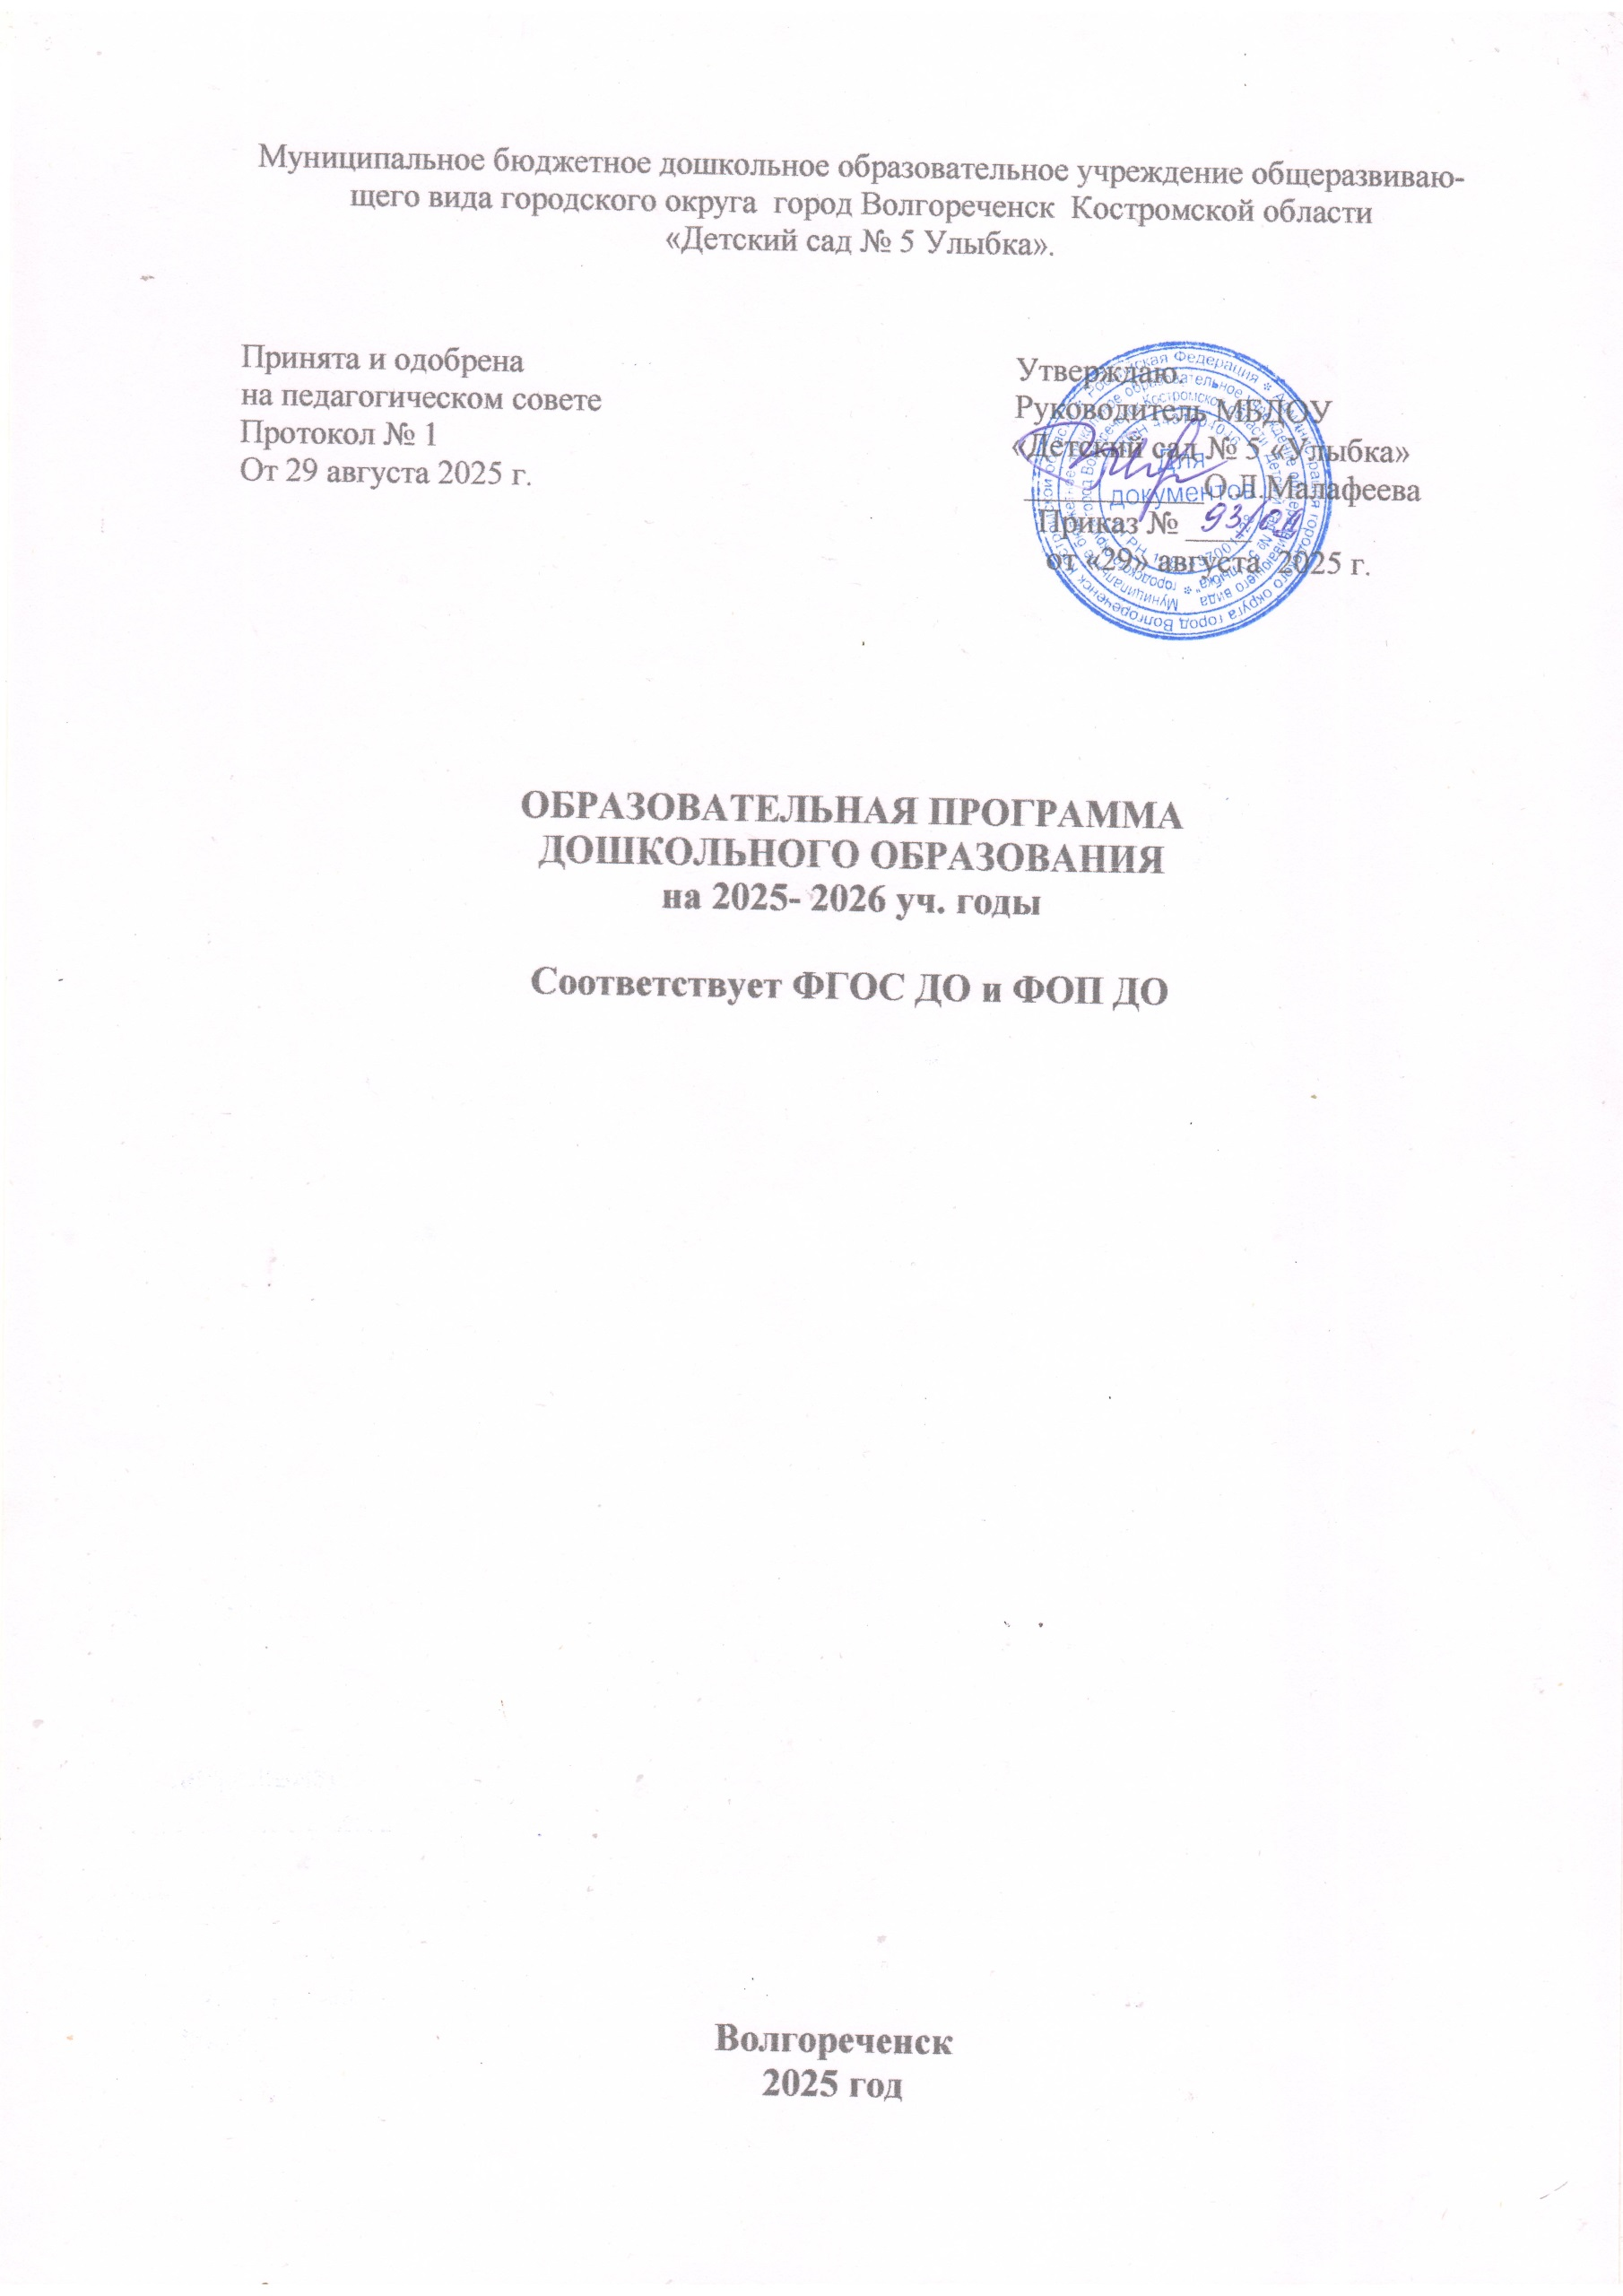 Муниципальное бюджетное дошкольное образовательное учреждение общеразвиваю-
щего вида городского округа город Волгореченск Костромской области
«Детский сад № 5 Улыбка».
Принята и одобрена
на педагогическом совете
Протокол № 1
От 29 августа 2025 г.
Утверждаю
Руководитель МБДОУ
«Детский сад № 5 «Улыбка»
О.Л.Малафеева
Приказ № 93/01
от «29» августа 2025 г.
Для
документов
ОБРАЗОВАТЕЛЬНАЯ ПРОГРАММА
ДОШКОЛЬНОГО ОБРАЗОВАНИЯ
на 2025- 2026 уч. годы
Соответствует ФГОС ДО и ФОП ДО
Волгореченск
2025 год